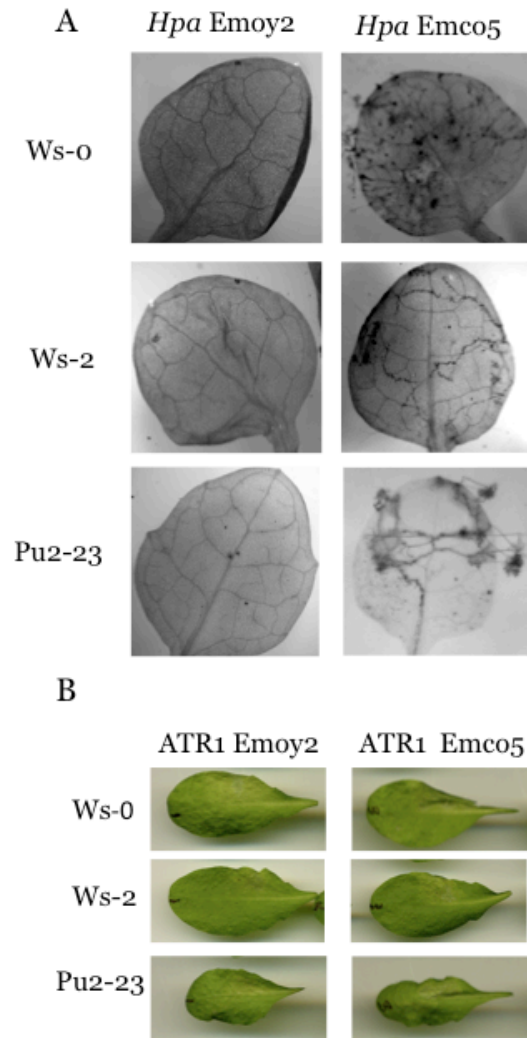 A
Hpa Emoy2 Hpa Emco5
Ws-0
Ws-2
Pu2-23
B
ATR1 Emoy2 ATR1 Emco5
Ws-0
Ws-2
Pu2-23